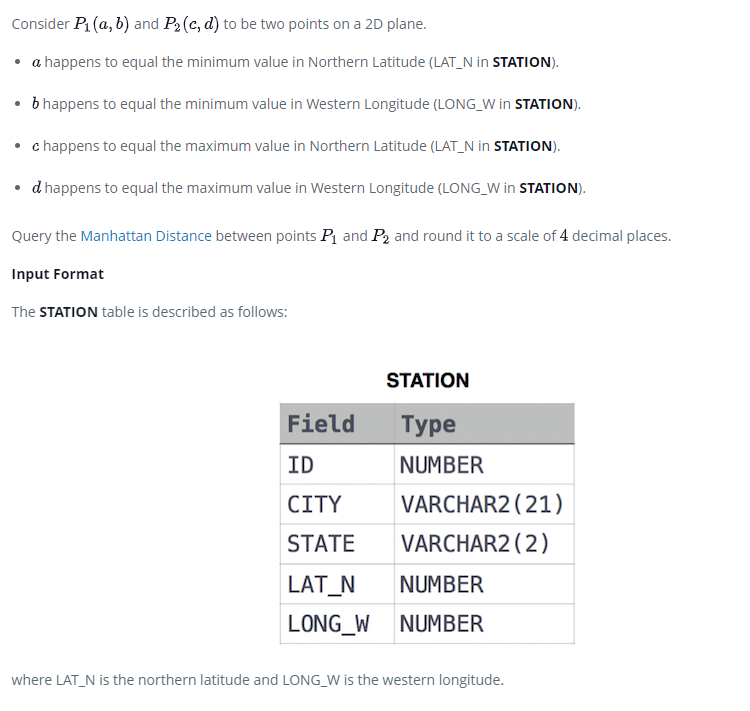 Consider P₁(a, b) and P₂(c, d) to be two points on a 2D plane.
• a happens to equal the minimum value in Northern Latitude (LAT_N in STATION).
• b happens to equal the minimum value in Western Longitude (LONG_W in STATION).
• c happens to equal the maximum value in Northern Latitude (LAT_N in STATION).
• d happens to equal the maximum value in Western Longitude (LONG_W in STATION).
Query the Manhattan Distance between points P₁ and P₂ and round it to a scale of 4 decimal places.
Input Format
The STATION table is described as follows:
STATION
Field Type
ID NUMBER
CITY VARCHAR2(21)
STATE VARCHAR2(2)
LAT_N NUMBER
LONG_W NUMBER
where LAT_N is the northern latitude and LONG_W is the western longitude.